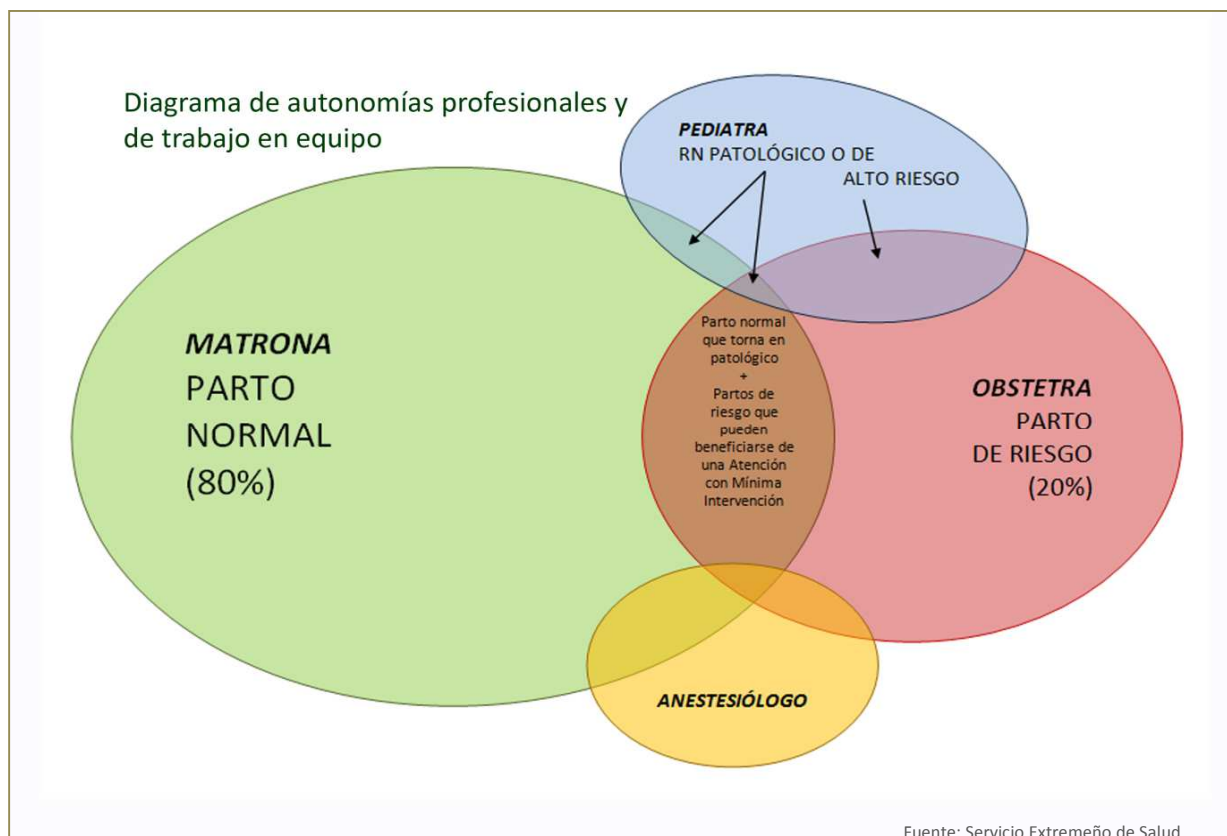 Diagrama de autonomías profesionales y
de trabajo en equipo
PEDIATRA
RN PATOLÓGICO O DE
ALTO RIESGO
MATRONA
PARTO
NORMAL
(80%)
Parto normal
que torna en
patológico
+
Partos de
riesgo que
pueden
beneficiarse de
una Atención
con Mínima
Intervención
OBSTETRA
PARTO
DE RIESGO
(20%)
ANESTESIÓLOGO
Fuente: Servicio Extremeño de Salud